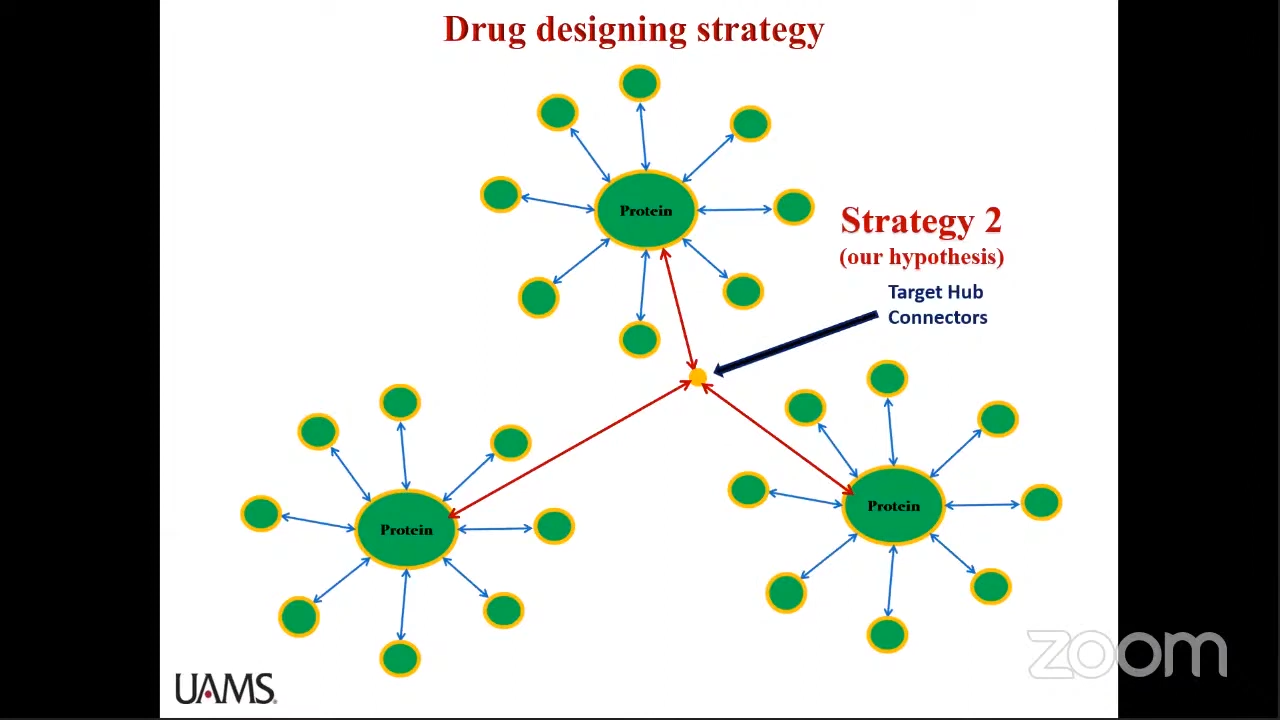 Drug designing strategy
Protein
Strategy 2
(our hypothesis)
Target Hub
Connectors
Protein
Protein
UAMS
zoom